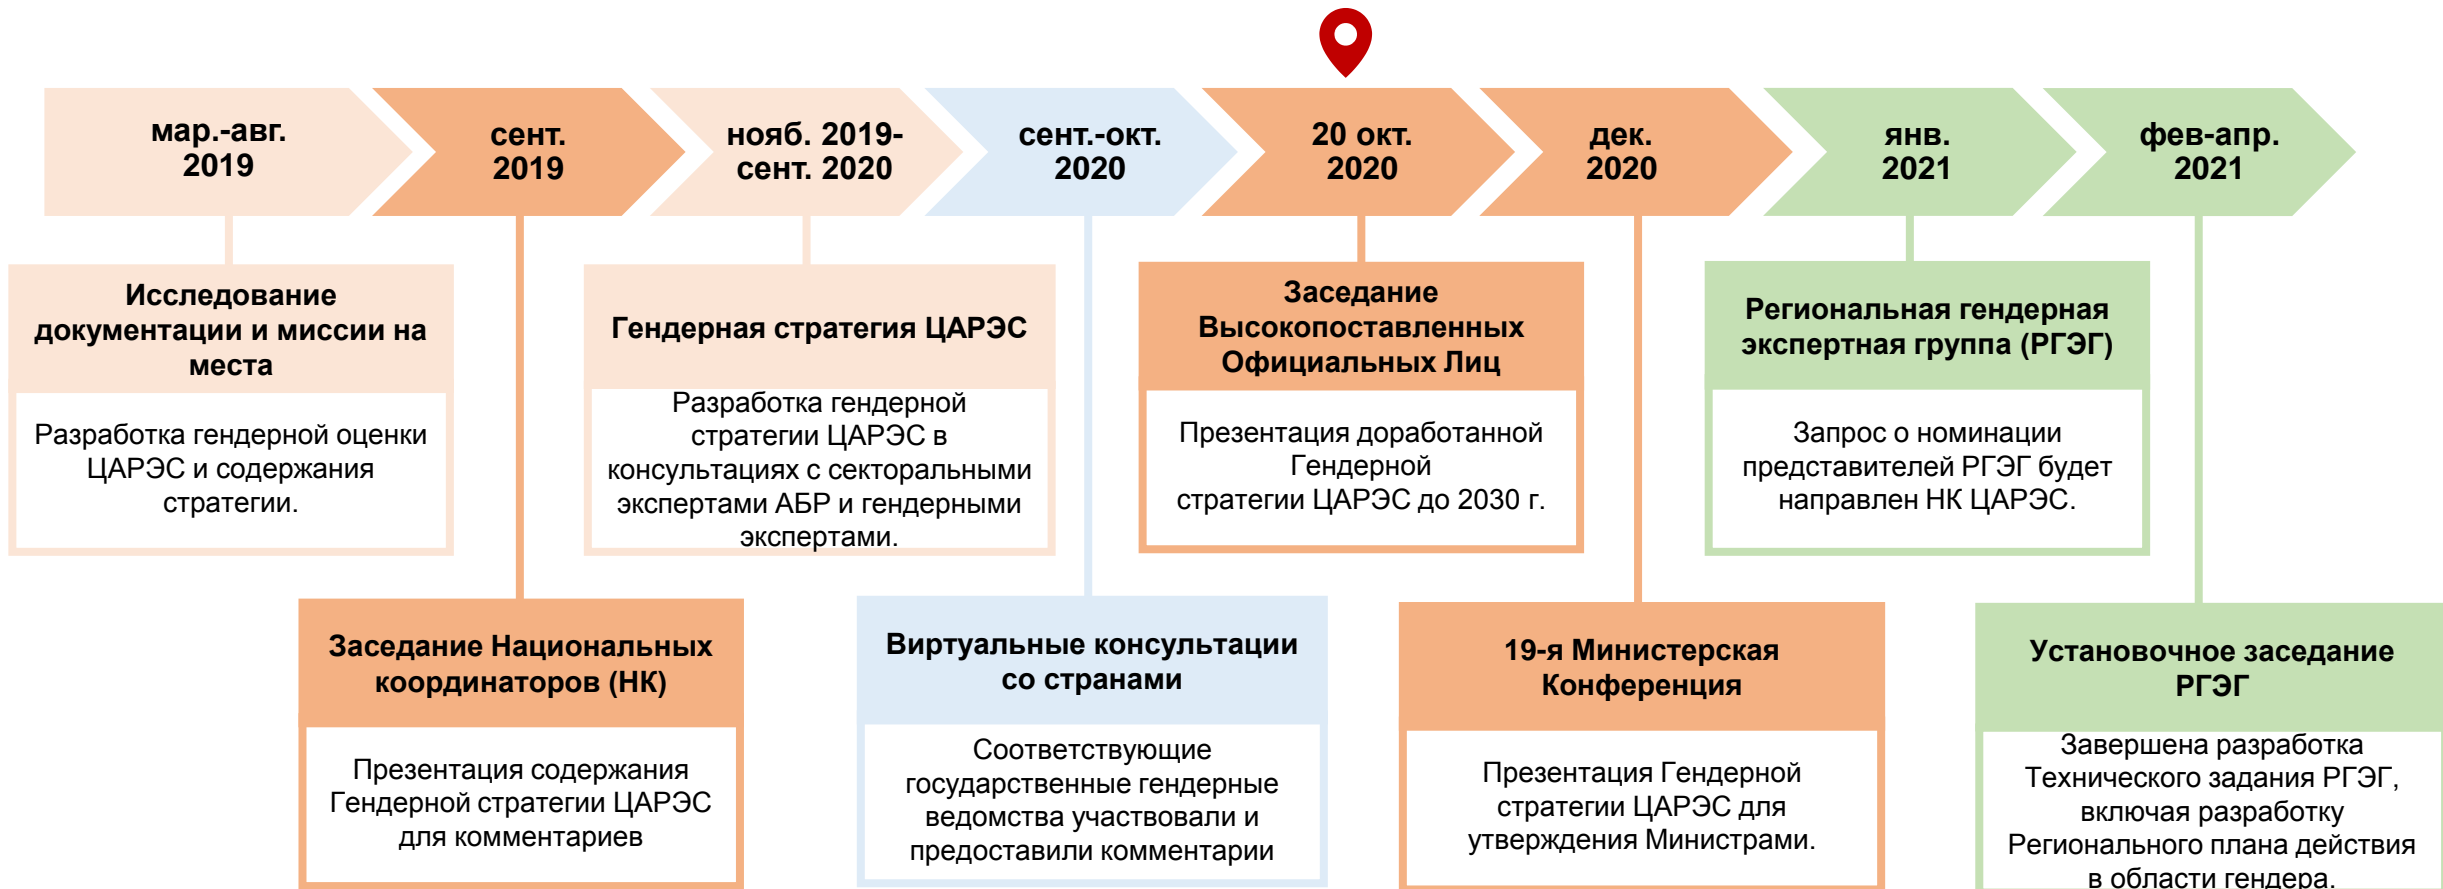 мар.-авг.
2019
сент.
2019
нояб. 2019-
сент. 2020
сент.-окт.
2020
20 окт.
2020
дек.
2020
янв.
2021
фев-апр.
2021
Исследование
документации и миссии на
места
Разработка гендерной оценки
ЦАРЭС и содержания
стратегии.
Гендерная стратегия ЦАРЭС
Разработка гендерной
стратегии ЦАРЭС в
консультациях с секторальными
экспертами АБР и гендерными
экспертами.
Заседание
Высокопоставленных
Официальных Лиц
Презентация доработанной
Гендерной
стратегии ЦАРЭС до 2030 г.
Региональная гендерная
экспертная группа (РГЭГ)
Запрос о номинации
представителей РГЭГ будет
направлен НК ЦАРЭС.
Заседание Национальных
координаторов (НК)
Презентация содержания
Гендерной стратегии ЦАРЭС
для комментариев
Виртуальные консультации
со странами
Соответствующие
государственные гендерные
ведомства участвовали и
предоставили комментарии
19-я Министерская
Конференция
Презентация Гендерной
стратегии ЦАРЭС для
утверждения Министрами.
Установочное заседание
РГЭГ
Завершена разработка
Технического задания РГЭГ,
включая разработку
Регионального плана действия
в области гендера.